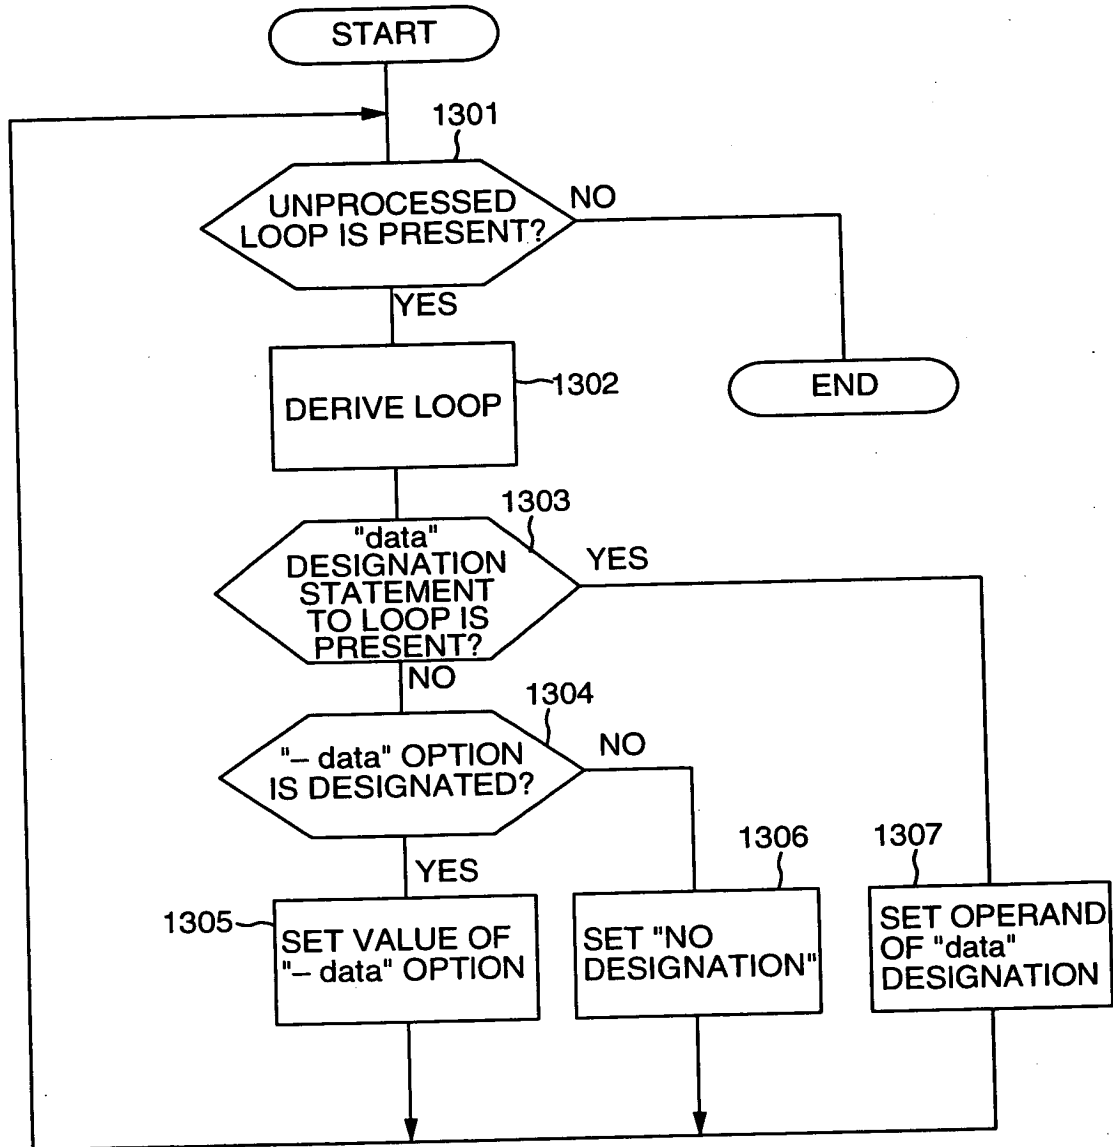 START
1301
UNPROCESSED
LOOP IS PRESENT?
NO
YES
1302
DERIVE LOOP
END
1303
"data"
DESIGNATION
STATEMENT
TO LOOP IS
PRESENT?
YES
NO
1304
"– data" OPTION
IS DESIGNATED?
NO
YES
1305
SET VALUE OF
"– data" OPTION
1306
SET "NO
DESIGNATION"
1307
SET OPERAND
OF "data"
DESIGNATION